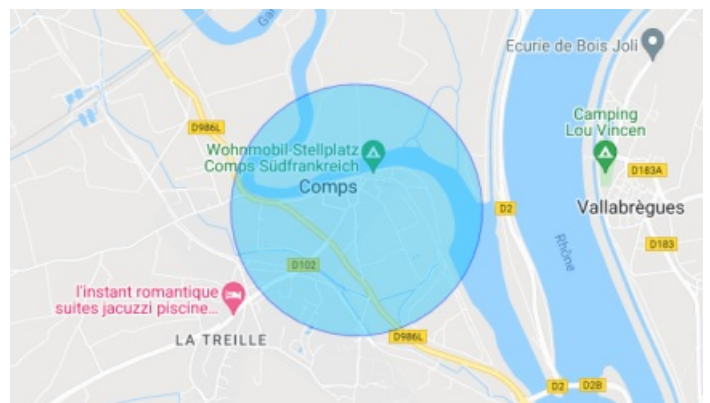 Gar
Ecurie de Bois Joli
Camping
Lou Vincen
D986L
Wohnmobil-Stellplatz
Comps Südfrankreich
Comps
D183A
Vallabrègues
D2
D183
Rhône
D102
l'instant romantique
suites jacuzzi piscine...
LA TREILLE
D986L
D2
D2B